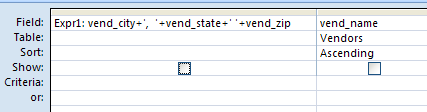 Field: Expr1: vend_city+', '+vend_state+' '+vend_zip vend_name
Table: Vendors
Sort: Ascending
Show:
Criteria:
or: